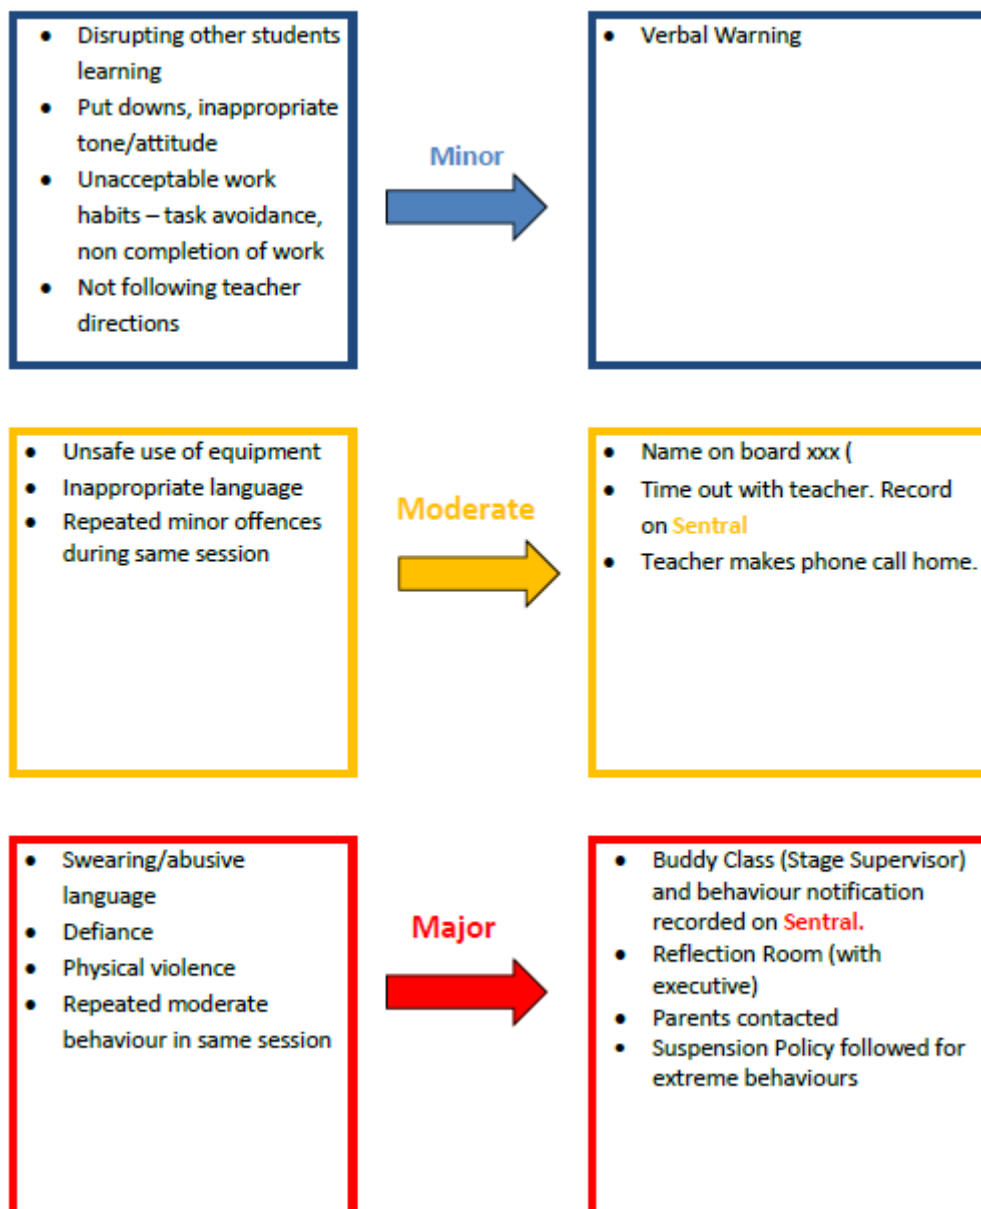 • Disrupting other students
learning
• Put downs, inappropriate
tone/attitude
• Unacceptable work
habits – task avoidance,
non completion of work
• Not following teacher
directions
Minor
• Verbal Warning
• Unsafe use of equipment
• Inappropriate language
• Repeated minor offences
during same session
Moderate
• Name on board xxx (
• Time out with teacher. Record
on Sentral
• Teacher makes phone call home.
• Swearing/abusive
language
• Defiance
• Physical violence
• Repeated moderate
behaviour in same session
Major
• Buddy Class (Stage Supervisor)
and behaviour notification
recorded on Sentral.
• Reflection Room (with
executive)
• Parents contacted
• Suspension Policy followed for
extreme behaviours